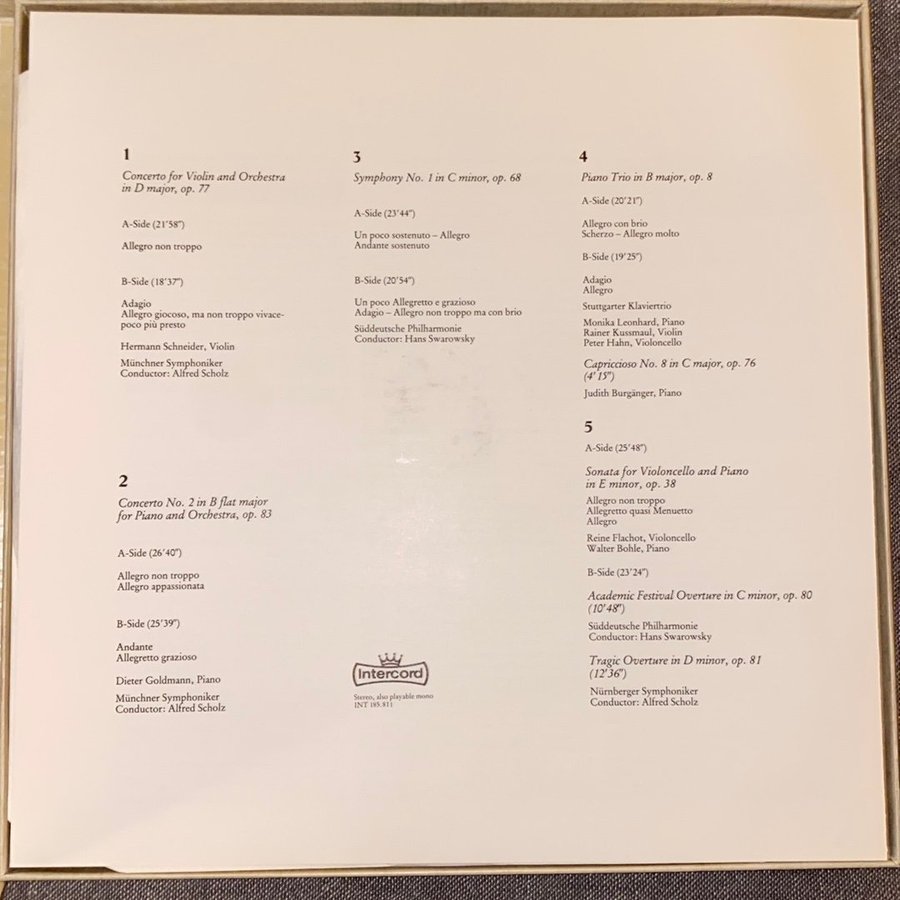 1
Concerto for Violin and Orchestra
in D major, op. 77
A-Side (21'58")
Allegro non troppo
B-Side (18'37")
Adagio
Allegro giocoso, ma non troppo vivace-
poco più presto
Hermann Schneider, Violin
Münchner Symphoniker
Conductor: Alfred Scholz
2
Concerto No. 2 in B flat major
for Piano and Orchestra, op. 83
A-Side (26'40")
Allegro non troppo
Allegro appassionata
B-Side (25'39")
Andante
Allegretto grazioso
Dieter Goldmann, Piano
Münchner Symphoniker
Conductor: Alfred Scholz
3
Symphony No. 1 in C minor, op. 68
A-Side (23'44")
Un poco sostenuto – Allegro
Andante sostenuto
B-Side (20'54")
Un poco Allegretto e grazioso
Adagio – Allegro non troppo ma con brio
Süddeutsche Philharmonie
Conductor: Hans Swarowsky
Intercord
Stereo, also playable mono
INT 185.811
4
Piano Trio in B major, op. 8
A-Side (20'21")
Allegro con brio
Scherzo – Allegro molto
B-Side (19'25")
Adagio
Allegro
Stuttgarter Klaviertrio
Monika Leonhard, Piano
Rainer Kussmaul, Violin
Peter Hahn, Violoncello
Capriccioso No. 8 in C major, op. 76
(4'15")
Judith Burgänger, Piano
5
A-Side (25'48")
Sonata for Violoncello and Piano
in E minor, op. 38
Allegro non troppo
Allegretto quasi Menuetto
Allegro
Reine Flachot, Violoncello
Walter Bohle, Piano
B-Side (23'24")
Academic Festival Overture in C minor, op. 80
(10'48")
Süddeutsche Philharmonie
Conductor: Hans Swarowsky
Tragic Overture in D minor, op. 81
(12'36")
Nürnberger Symphoniker
Conductor: Alfred Scholz